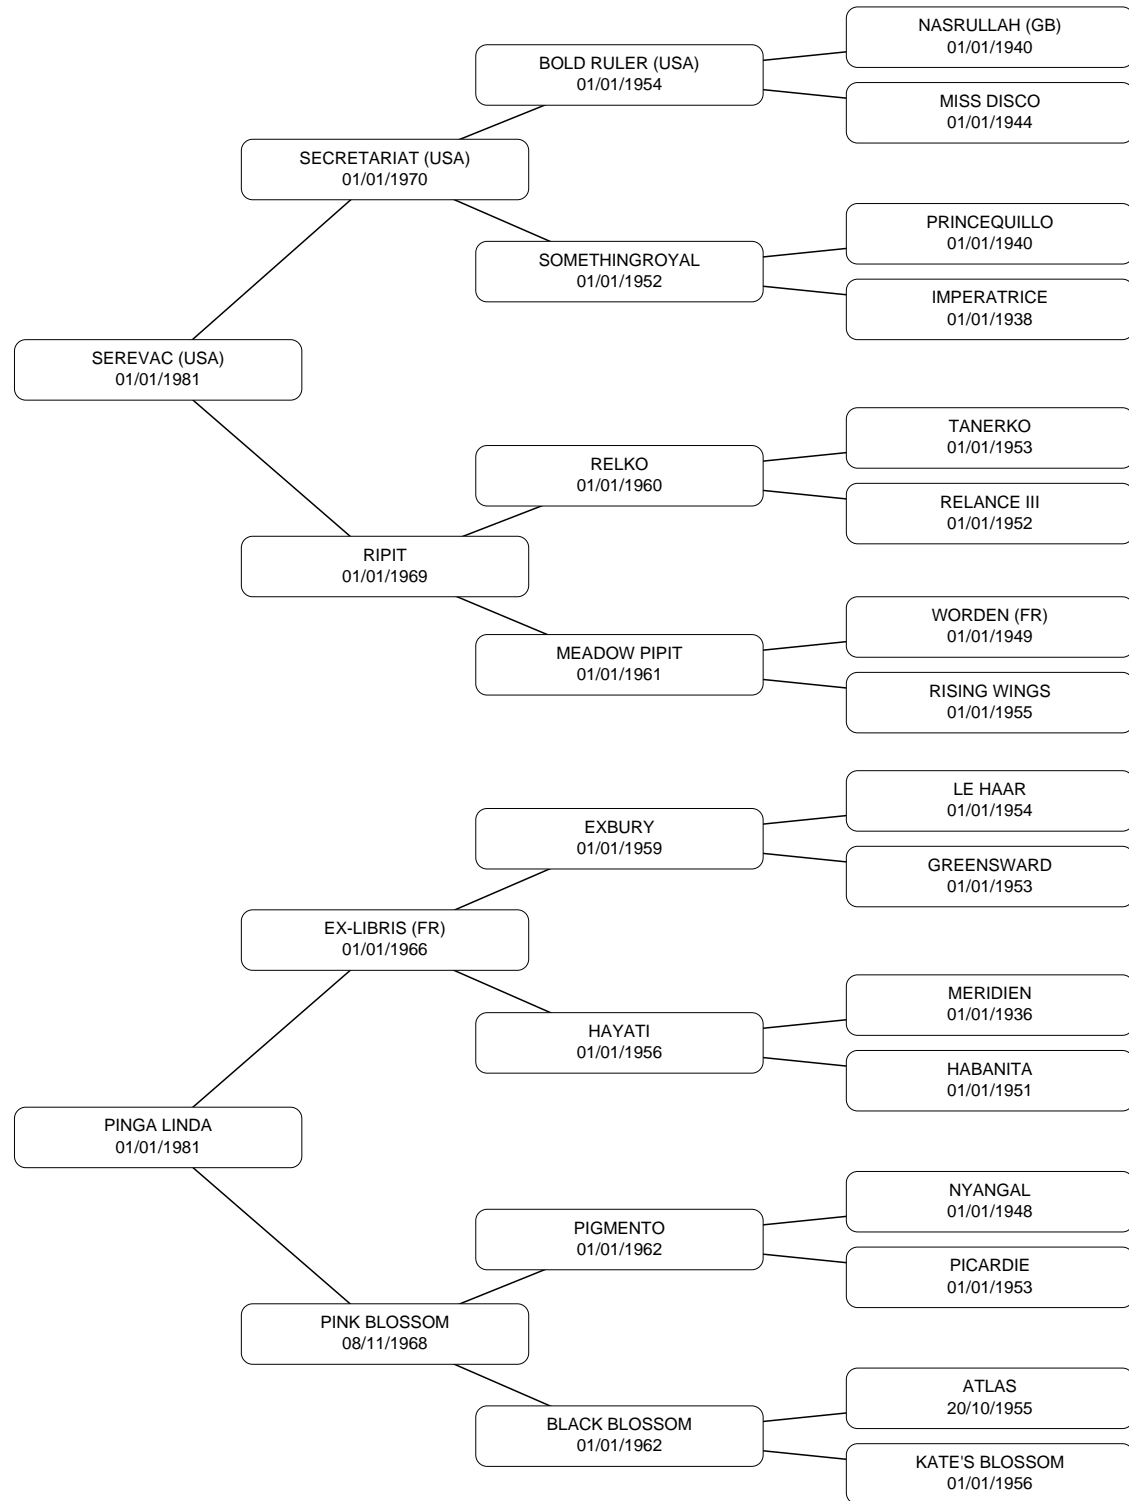 NASRULLAH (GB)
01/01/1940
BOLD RULER (USA)
01/01/1954
MISS DISCO
01/01/1944
SECRETARIAT (USA)
01/01/1970
PRINCEQUILLO
01/01/1940
SOMETHINGROYAL
01/01/1952
IMPERATRICE
01/01/1938
SEREVAC (USA)
01/01/1981
TANERKO
01/01/1953
RELKO
01/01/1960
RELANCE III
01/01/1952
RIPIT
01/01/1969
WORDEN (FR)
01/01/1949
MEADOW PIPIT
01/01/1961
RISING WINGS
01/01/1955
LE HAAR
01/01/1954
EXBURY
01/01/1959
GREENSWARD
01/01/1953
EX-LIBRIS (FR)
01/01/1966
MERIDIEN
01/01/1936
HAYATI
01/01/1956
HABANITA
01/01/1951
PINGA LINDA
01/01/1981
NYANGAL
01/01/1948
PIGMENTO
01/01/1962
PICARDIE
01/01/1953
PINK BLOSSOM
08/11/1968
ATLAS
20/10/1955
BLACK BLOSSOM
01/01/1962
KATE'S BLOSSOM
01/01/1956